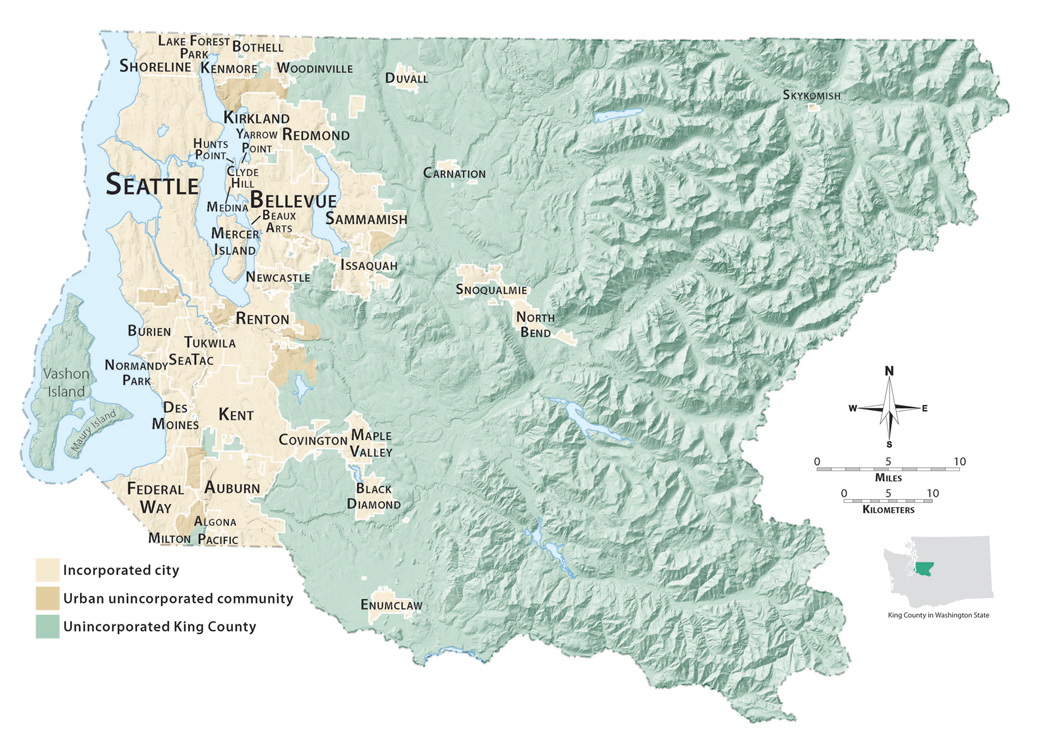 LAKE FOREST
PARK
BOTHELL
SHORELINE
KENMORE
WOODINVILLE
DUVALL
SKYKOMISH
KIRKLAND
YARROW
POINT
REDMOND
HUNTS
POINT
CARNATION
CLYDE
HILL
SEATTLE
BELLEVUE
MEDINA
BEAUX
ARTS
SAMMAMISH
MERCER
ISLAND
ISSAQUAH
NEWCASTLE
SNOQUALMIE
RENTON
NORTH
BEND
BURIEN
TUKWILA
SEATAC
NORMANDY
PARK
Vashon
Island
Maury Island
DES
MOINES
KENT
COVINGTON
MAPLE
VALLEY
FEDERAL
WAY
AUBURN
BLACK
DIAMOND
ALGONA
MILTON
PACIFIC
ENUMCLAW
N
W
E
S
0 5 10
MILES
0 5 10
KILOMETERS
King County in Washington State
Incorporated city
Urban unincorporated community
Unincorporated King County